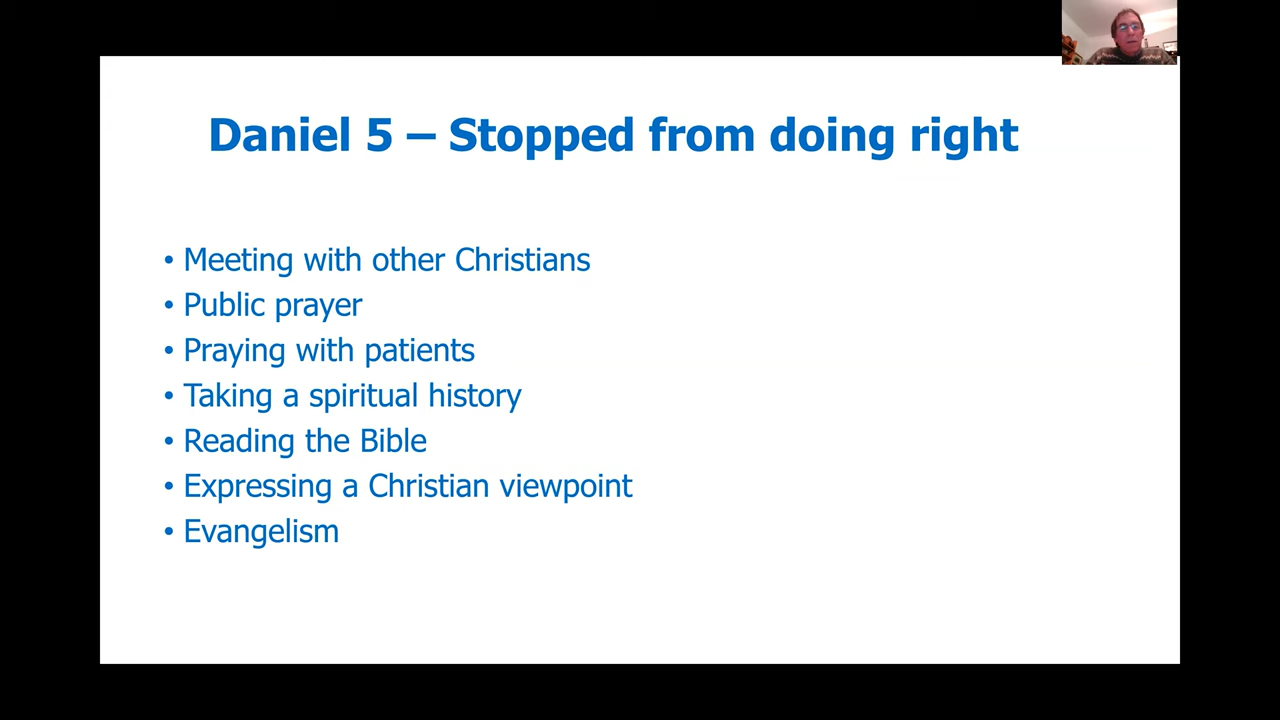 Daniel 5 – Stopped from doing right
• Meeting with other Christians
• Public prayer
• Praying with patients
• Taking a spiritual history
• Reading the Bible
• Expressing a Christian viewpoint
• Evangelism